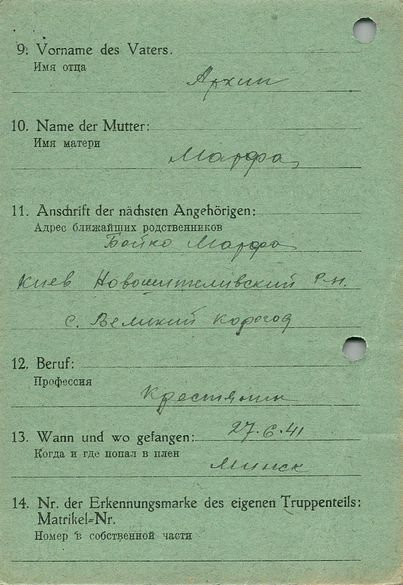 9. Vorname des Vaters.
Имя отца
Архип
10. Name der Mutter:
Имя матери
Марфа
11. Anschrift der nächsten Angehörigen:
Адрес ближайших родственников
Бойко Марфа
Киев Новошепеливский Р-н.
с. Великий Корогод
12. Beruf:
Профессия
Крестянин
13. Wann und wo gefangen: 27.6.41
Когда и где попал в плен
Минск
14. Nr. der Erkennungsmarke des eigenen Truppenteils:
Matrikel=Nr.
Номер в собственной части